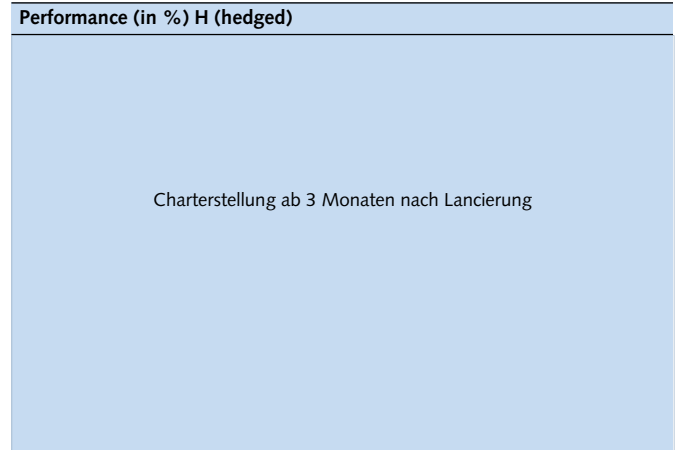 Performance (in %) H (hedged)
Charterstellung ab 3 Monaten nach Lancierung